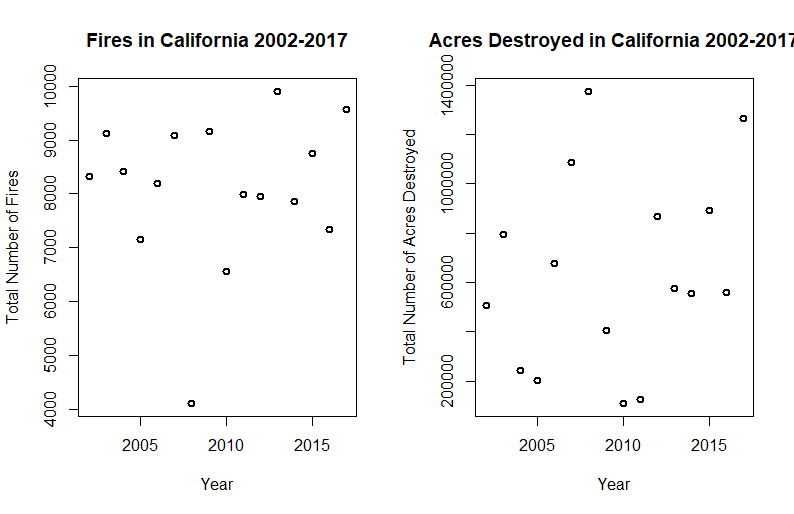 Fires in California 2002-2017
Total Number of Fires
10000
9000
8000
7000
6000
5000
4000
2005 2010 2015
Year
Acres Destroyed in California 2002-2017
Total Number of Acres Destroyed
1400000
1000000
600000
200000
2005 2010 2015
Year